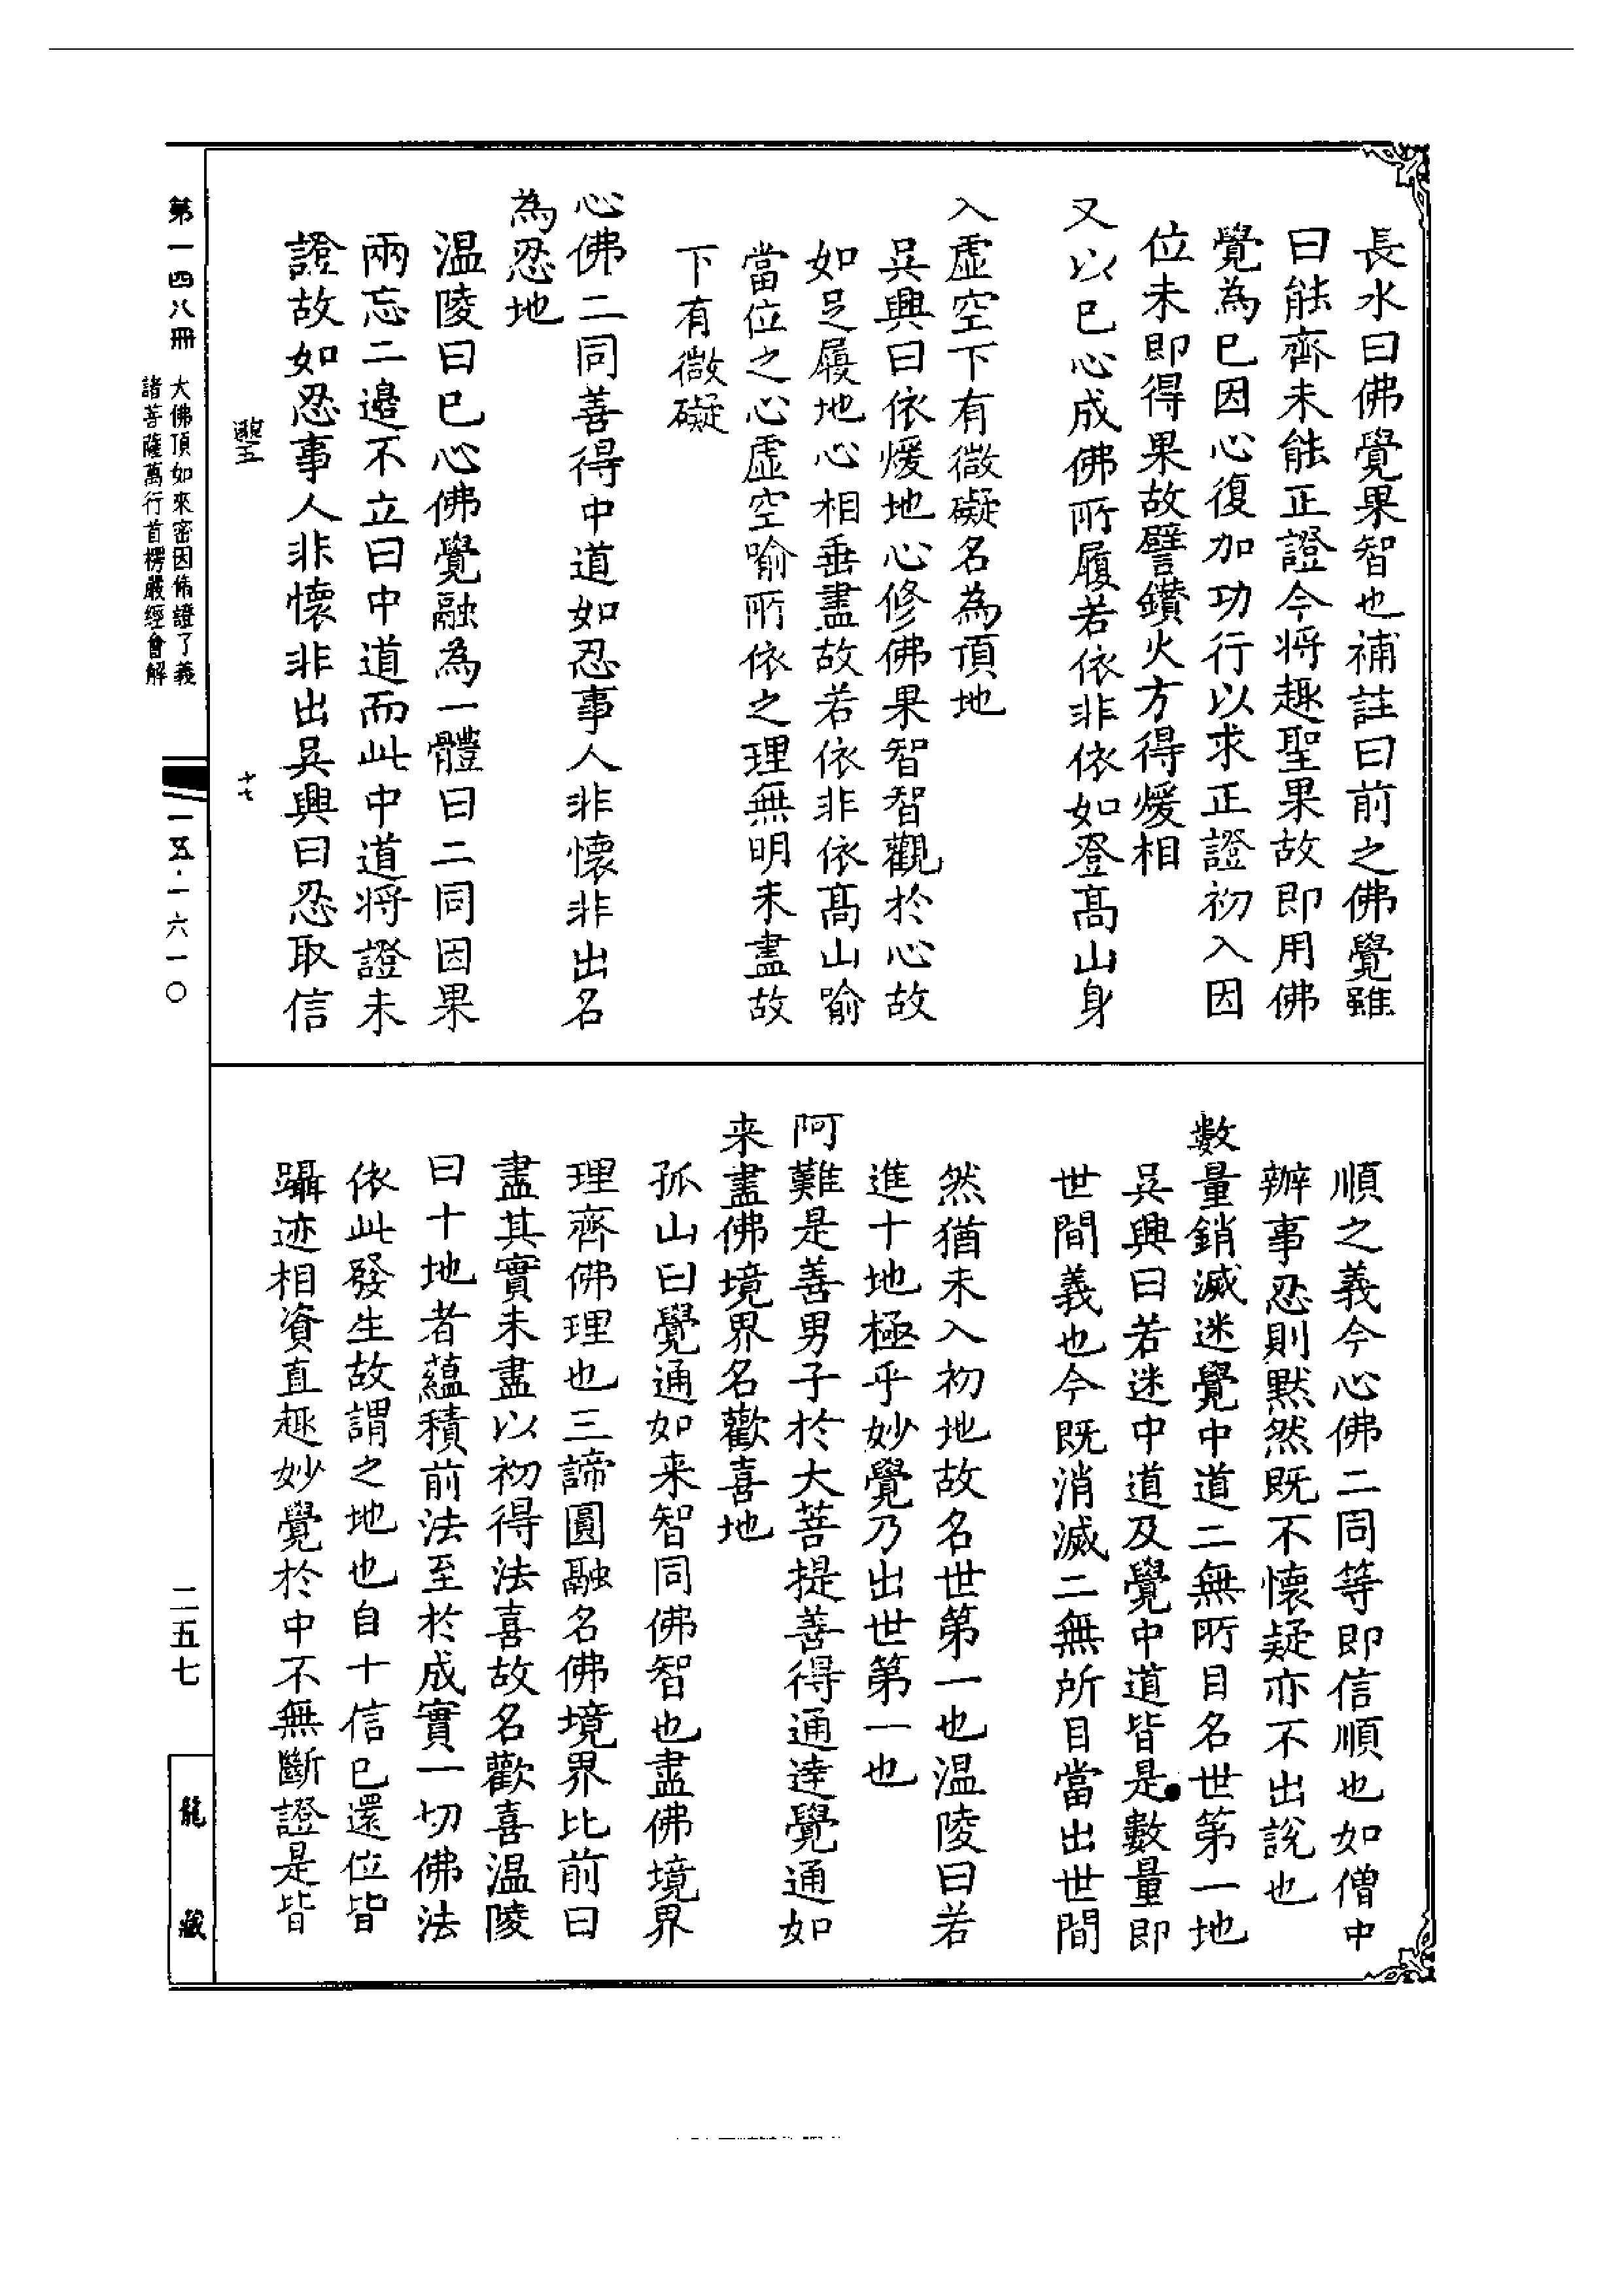 長水曰佛覺果智也補註曰前之佛覺雖
曰能齊未能正證今将趣聖果故即用佛
覺為已因心復加功行以求正證初入因
位未即得果故譬鑽火方得煖相
又以已心成佛所履若依非依如登髙山身
入虛空下有微礙名為頂地
吳興曰依煖地心修佛果智智觀於心故
如足履地心相垂盡故若依非依髙山喻
當位之心虛空喻所依之理無明未盡故
下有微礙
心佛二同善得中道如忍事人非懷非出名
為忍地
温陵曰已心佛覺融為一體曰二同因果
兩忘二邉不立曰中道而此中道将證未
證故如忍事人非懷非出吳興曰忍取信
十七
順之義今心佛二同等即信順也如僧中
辦事忍則黙然既不懷疑亦不出說也
數量銷滅迷覺中道二無所目名世第一地
吳興曰若迷中道及覺中道皆是數量即
世間義也今既消滅二無所目當出世間
然猶未入初地故名世第一也温陵曰若
進十地極乎妙覺乃出世第一也
阿難是善男子於大菩提善得通達覺通如
来盡佛境界名歡喜地
孤山曰覺通如来智同佛智也盡佛境界
理齊佛理也三諦圓融名佛境界比前曰
盡其實未盡以初得法喜故名歡喜温陵
曰十地者蘊積前法至於成實一切佛法
依此發生故謂之地也自十信已還位皆
躡迹相資直趣妙覺於中不無斷證是皆
第一四八冊
大佛頂如來密因脩證了義
諸菩薩萬行首楞嚴經會解
一五·一六一〇
二五七
龍藏